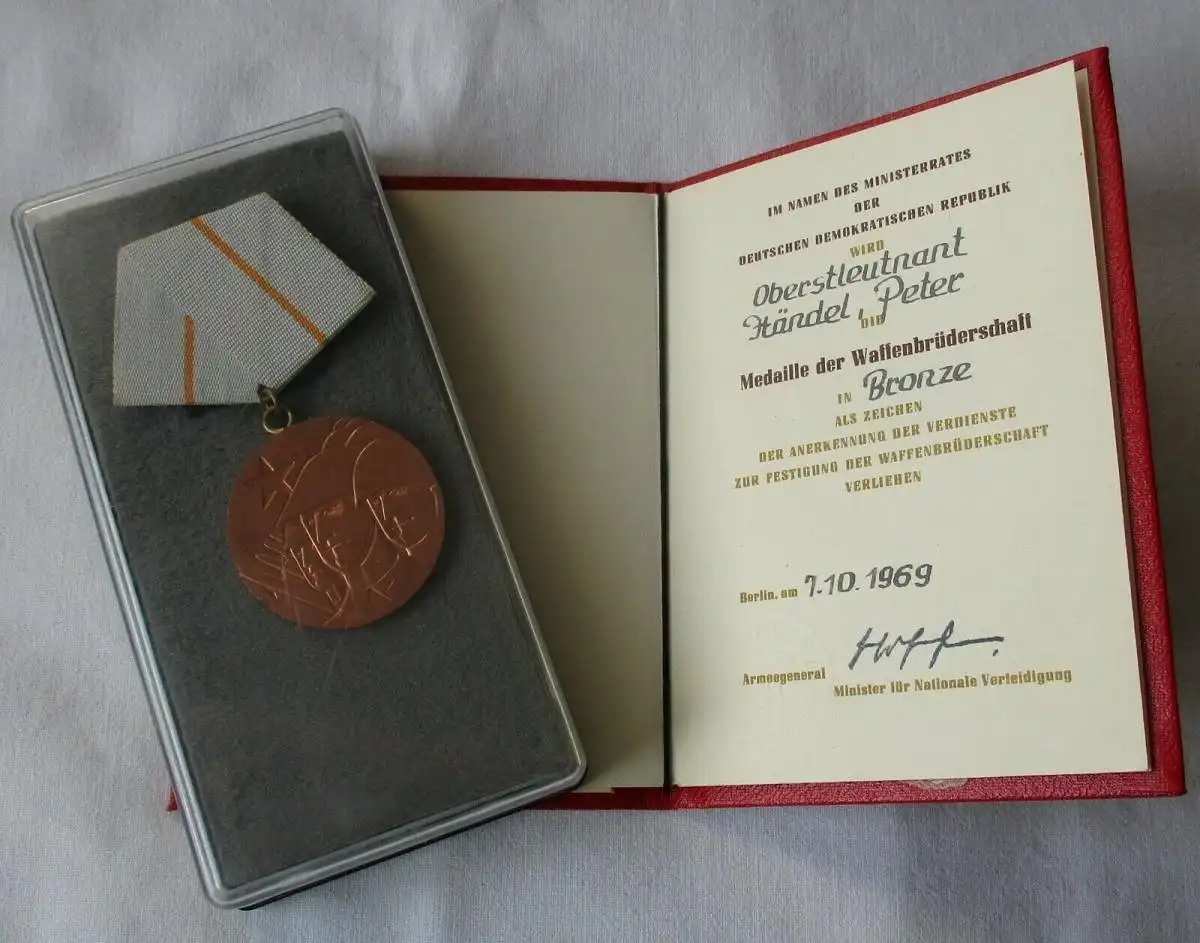 IM NAMEN DES MINISTERRATES
DER
DEUTSCHEN DEMOKRATISCHEN REPUBLIK
WIRD
Oberstleutnant
Händel, Peter
DIE
Medaille der Waffenbrüderschaft
IN Bronze
ALS ZEICHEN
DER ANERKENNUNG DER VERDIENSTE
ZUR FESTIGUNG DER WAFFENBRÜDERSCHAFT
VERLIEHEN
Berlin, am 7.10.1969
Armeegeneral
Minister für Nationale Verteidigung